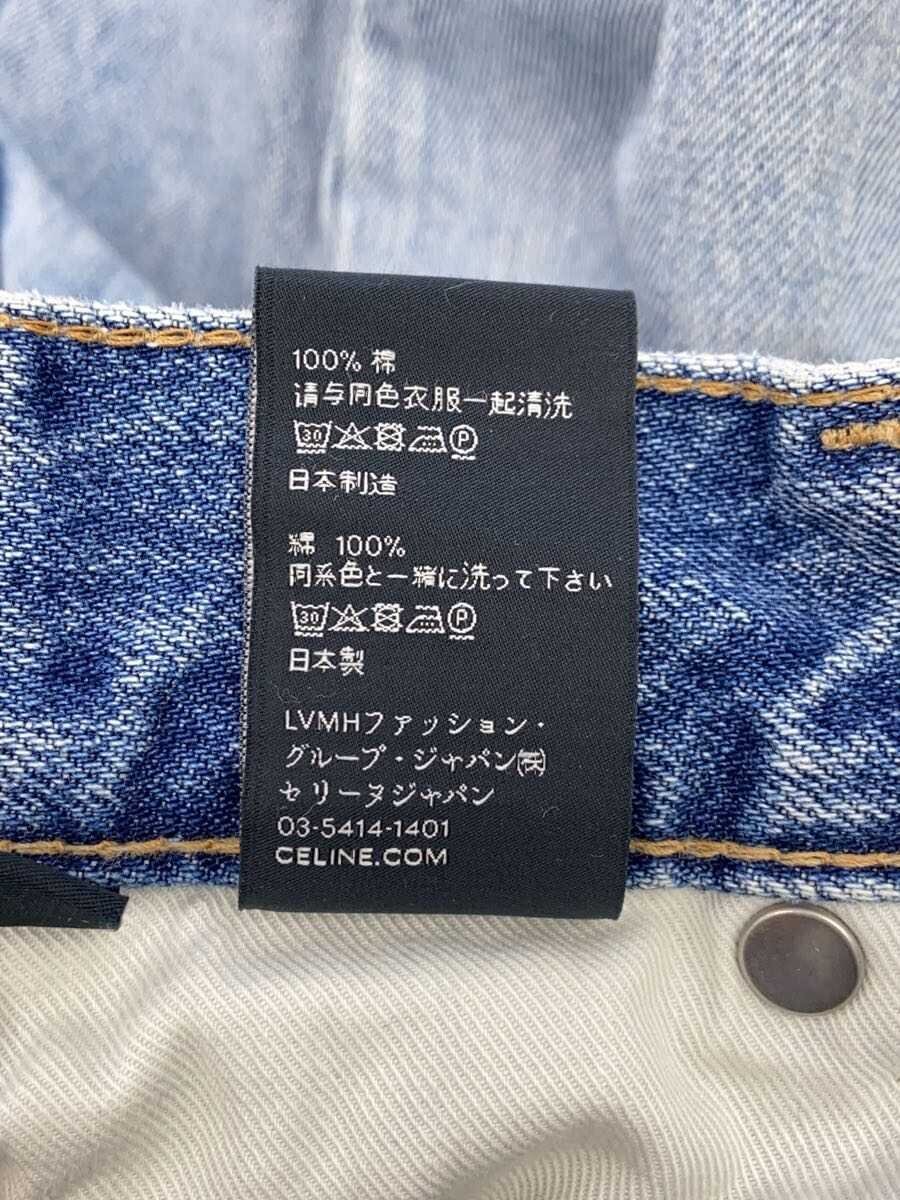 100% 棉
请与同色衣服一起清洗
30 P
日本制造
綿 100%
同系色と一緒に洗って下さい
30 P
日本製
LVMHファッション・
グループ・ジャパン㈱
セリーヌジャパン
03-5414-1401
CELINE.COM